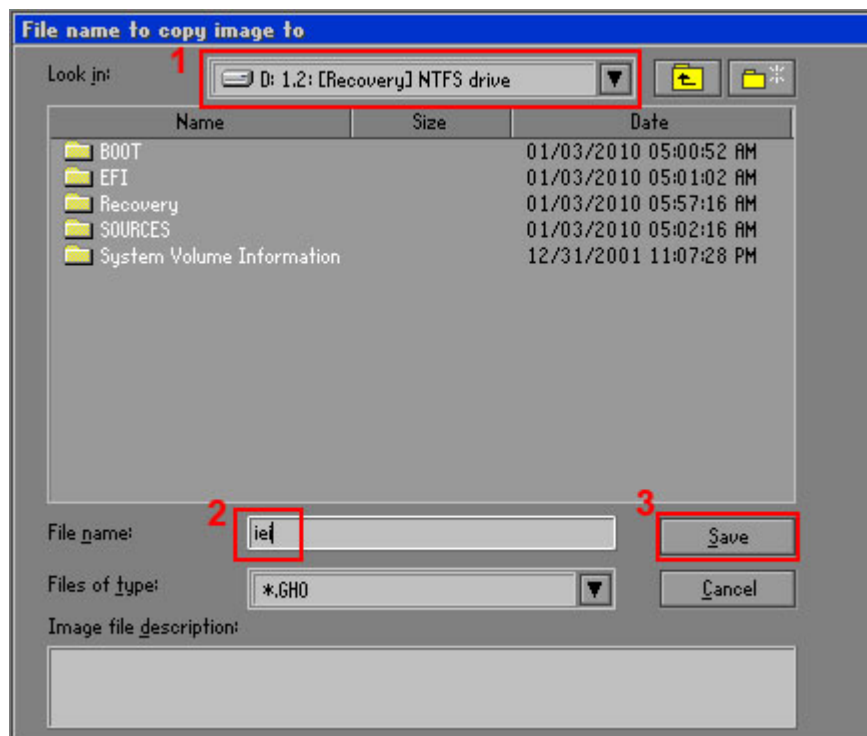 File name to copy image to
Look in: 1 D: 1.2: [Recovery] NTFS drive
Name Size Date
BOOT 01/03/2010 05:00:52 AM
EFI 01/03/2010 05:01:02 AM
Recovery 01/03/2010 05:57:16 AM
SOURCES 01/03/2010 05:02:16 AM
System Volume Information 12/31/2001 11:07:28 PM
2 3
File name: iei Save
Files of type: *.GHO Cancel
Image file description: